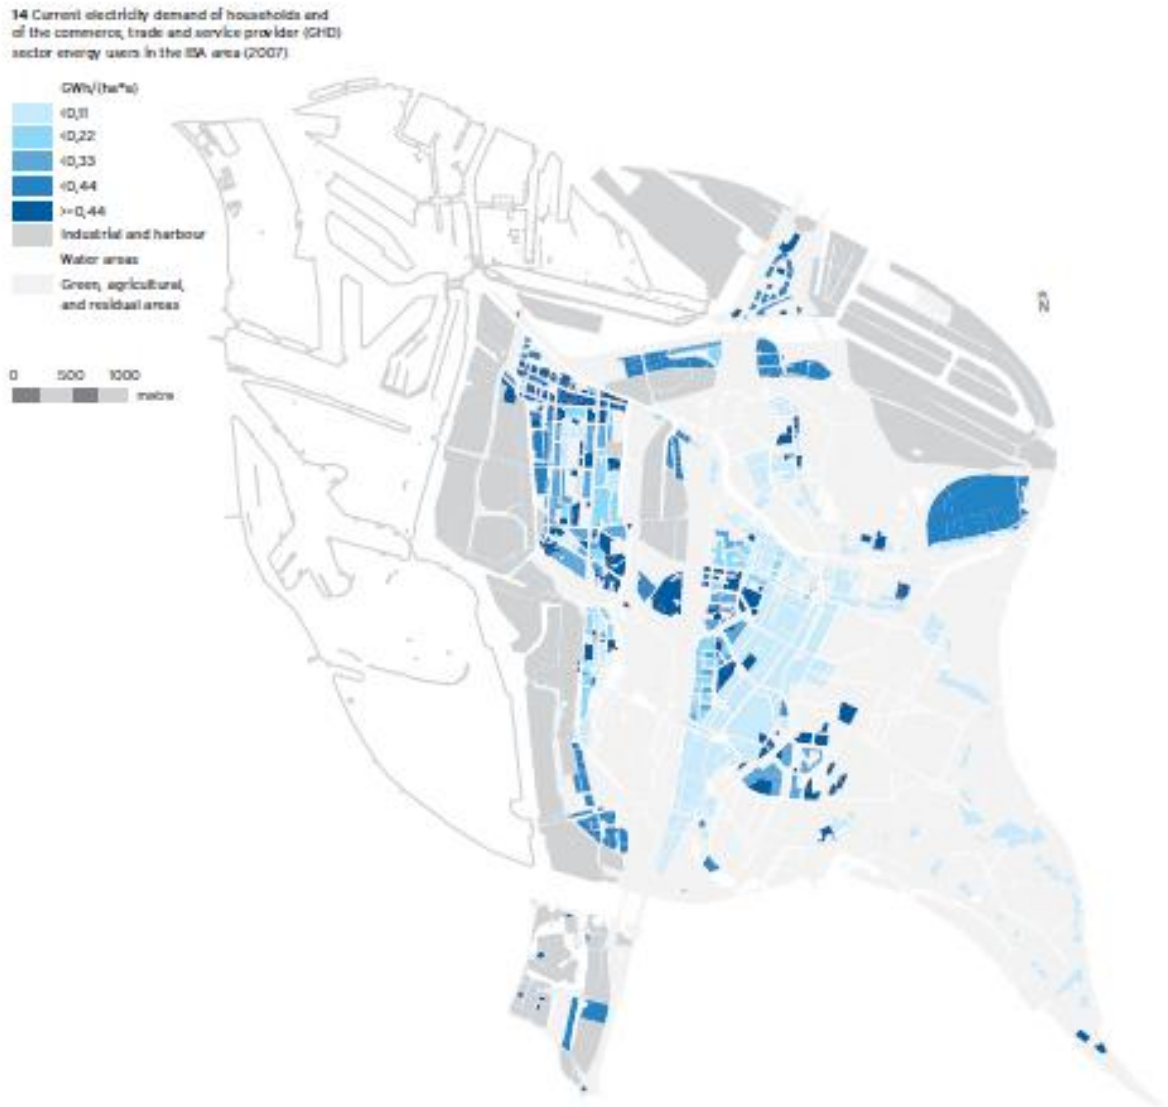 14 Current electricity demand of households and
of the commerce, trade and service provider (GHD)
sector energy users in the IBA area (2007)
GWh/(ha*a)
<0,11
<0,22
<0,33
<0,44
>=0,44
Industrial and harbour
Water areas
Green, agricultural,
and residual areas
0 500 1000
metre